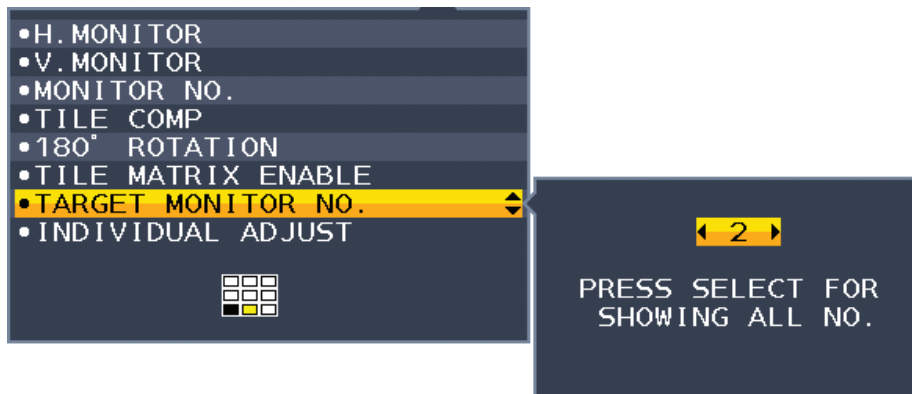 •H.MONITOR
•V.MONITOR
•MONITOR NO.
•TILE COMP
•180° ROTATION
•TILE MATRIX ENABLE
•TARGET MONITOR NO.
•INDIVIDUAL ADJUST
2
PRESS SELECT FOR
SHOWING ALL NO.